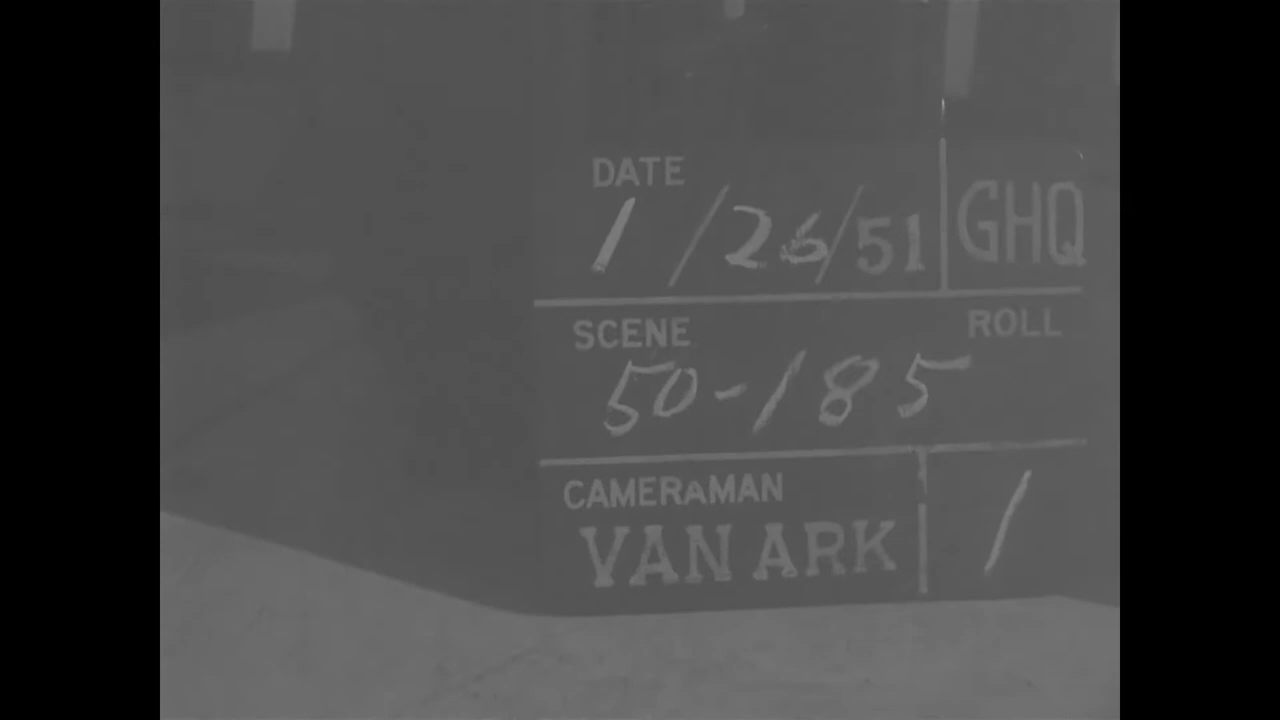 DATE
1/26/51 GHQ
SCENE ROLL
50-185
CAMERAMAN
VAN ARK 1